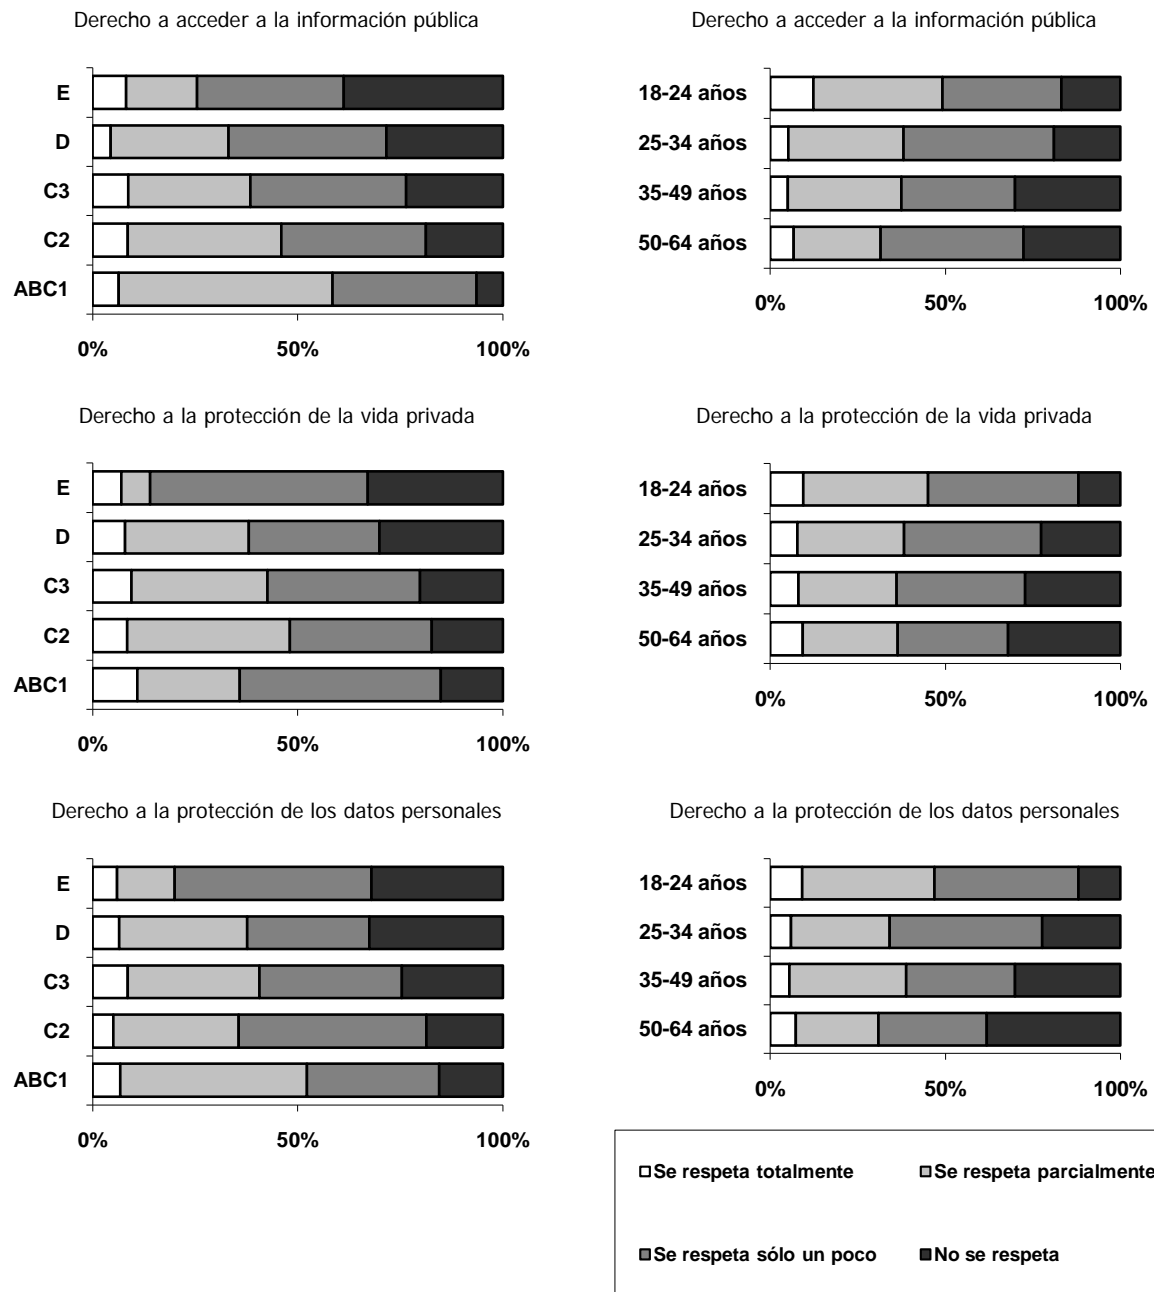 Derecho a acceder a la información pública
E
D
C3
C2
ABC1
0% 50% 100%
Derecho a acceder a la información pública
18-24 años
25-34 años
35-49 años
50-64 años
0% 50% 100%
Derecho a la protección de la vida privada
E
D
C3
C2
ABC1
0% 50% 100%
Derecho a la protección de la vida privada
18-24 años
25-34 años
35-49 años
50-64 años
0% 50% 100%
Derecho a la protección de los datos personales
E
D
C3
C2
ABC1
0% 50% 100%
Derecho a la protección de los datos personales
18-24 años
25-34 años
35-49 años
50-64 años
0% 50% 100%
Se respeta totalmente Se respeta parcialmente
Se respeta sólo un poco No se respeta